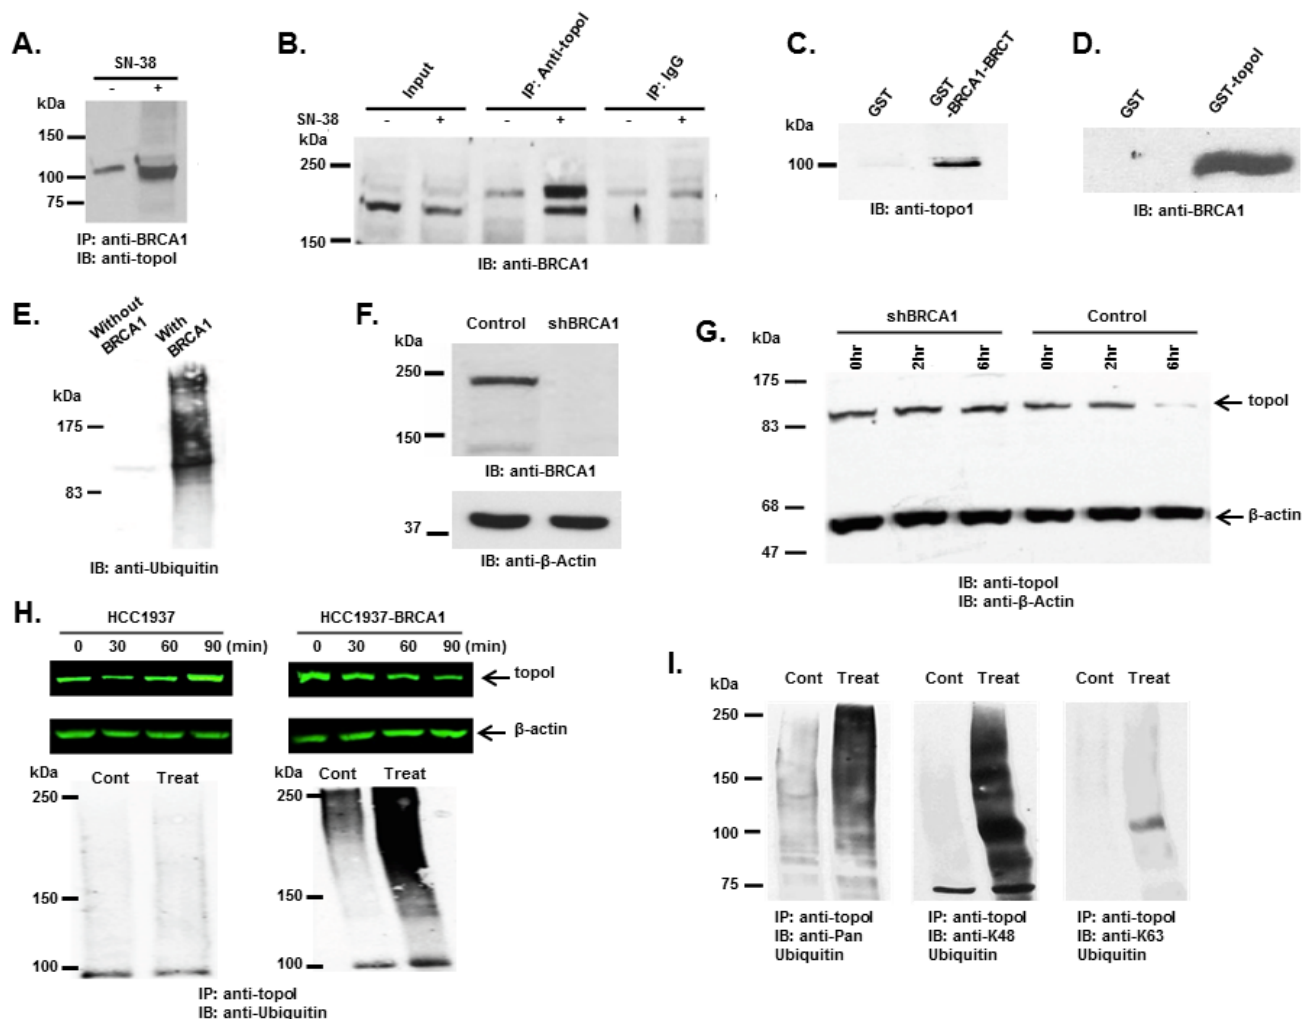 A.
SN-38
- +
kDa
150
100
75
IP: anti-BRCA1
IB: anti-topoI
B.
Input
IP: Anti-topoI
IP: IgG
SN-38 - + - + - +
kDa
250
150
IB: anti-BRCA1
C.
GST
GST
-BRCA1-BRCT
kDa
100
IB: anti-topo1
D.
GST
GST-topoI
IB: anti-BRCA1
E.
Without
BRCA1
With
BRCA1
kDa
175
83
IB: anti-Ubiquitin
F.
Control shBRCA1
kDa
250
150
IB: anti-BRCA1
37
IB: anti-β-Actin
G.
shBRCA1 Control
kDa
0hr 2hr 6hr 0hr 2hr 6hr
175
topoI
83
68
β-actin
47
IB: anti-topoI
IB: anti-β-Actin
H.
HCC1937
0 30 60 90 (min)
HCC1937-BRCA1
0 30 60 90 (min)
topoI
β-actin
kDa
Cont Treat
250
150
100
kDa
Cont Treat
250
150
100
IP: anti-topoI
IB: anti-Ubiquitin
I.
kDa
Cont Treat
Cont Treat
Cont Treat
250
150
100
75
IP: anti-topoI
IB: anti-Pan
Ubiquitin
IP: anti-topoI
IB: anti-K48
Ubiquitin
IP: anti-topoI
IB: anti-K63
Ubiquitin